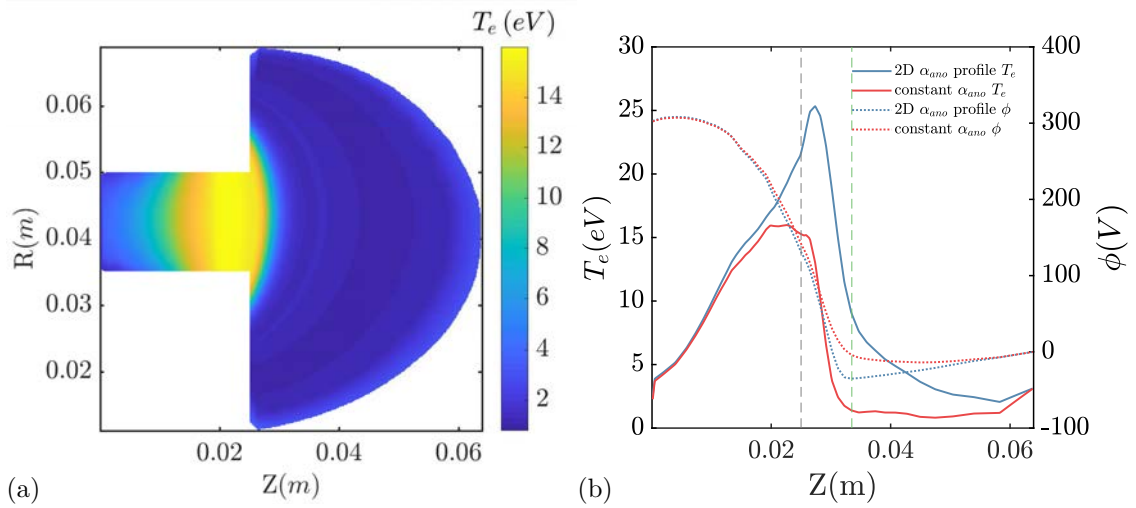 T_e (eV)
0.06
0.05
0.04
0.03
0.02
R(m)
0.02
0.04
0.06
Z(m)
14
12
10
8
6
4
2
(a)
30
25
20
15
10
5
0
T_e(eV)
2D α_ano profile T_e
constant α_ano T_e
2D α_ano profile ϕ
constant α_ano ϕ
400
300
200
100
0
-100
ϕ(V)
0.02
0.04
0.06
Z(m)
(b)